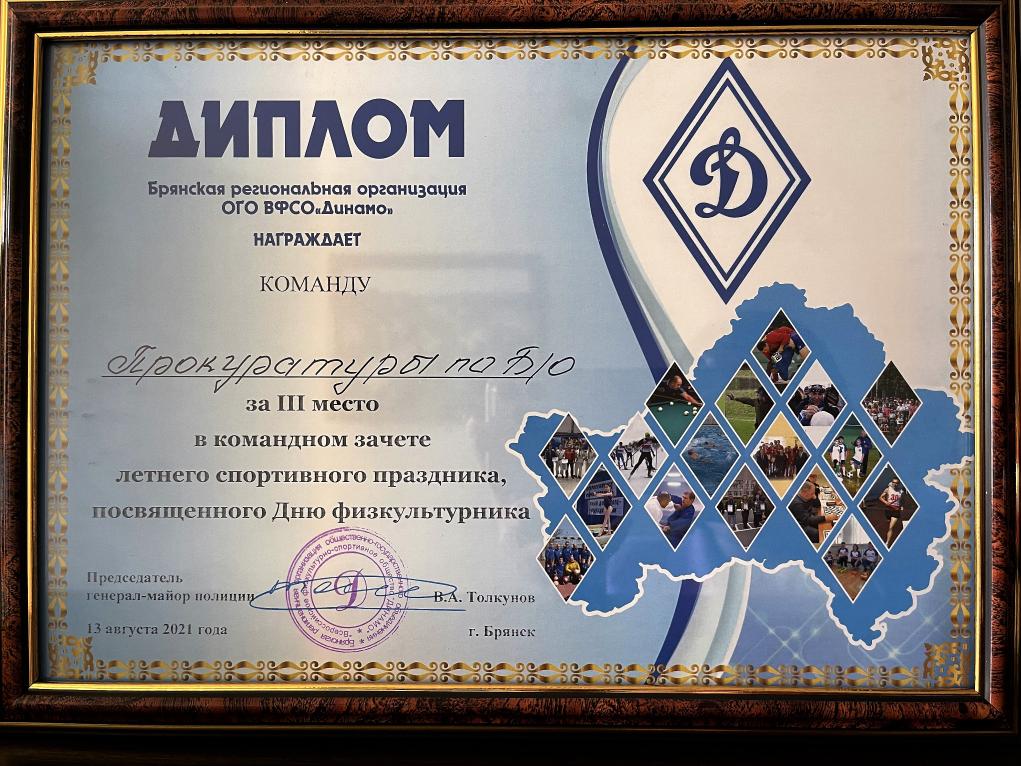 ДИПЛОМ
Брянская региональная организация
ОГО ВФСО «Динамо»
НАГРАЖДАЕТ
КОМАНДУ
Прокуратуры по Б/О
за III место
в командном зачете
летнего спортивного праздника,
посвященного Дню физкультурника
Председатель
генерал-майор полиции В.А. Толкунов
13 августа 2021 года г. Брянск
Д